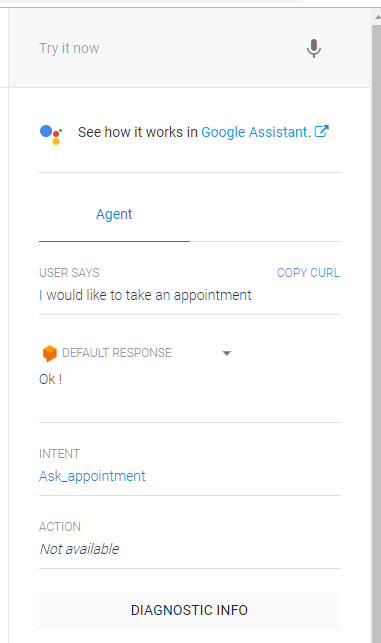 Try it now
See how it works in Google Assistant.
Agent
USER SAYS COPY CURL
I would like to take an appointment
DEFAULT RESPONSE
Ok !
INTENT
Ask_appointment
ACTION
Not available
DIAGNOSTIC INFO